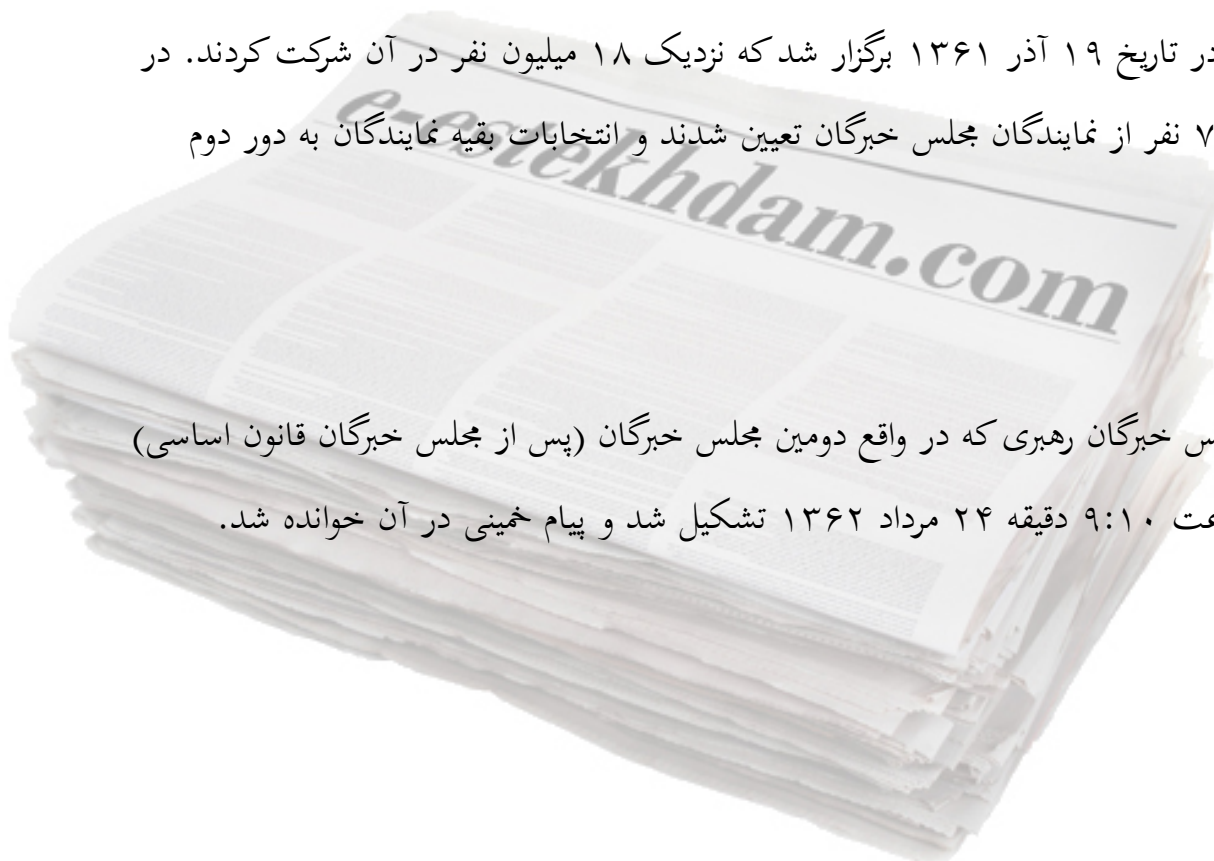 در تاریخ ۱۹ آذر ۱۳۶۱ برگزار شد که نزدیک ۱۸ میلیون نفر در آن شرکت کردند. در
۷ نفر از نمایندگان مجلس خبرگان تعیین شدند و انتخابات بقیه نمایندگان به دور دوم
e-estekhdam.com
خبرگان رهبری که در واقع دومین مجلس خبرگان (پس از مجلس خبرگان قانون اساسی)
۹:۱۰ دقیقه ۲۴ مرداد ۱۳۶۲ تشکیل شد و پیام خمینی در آن خوانده شد.